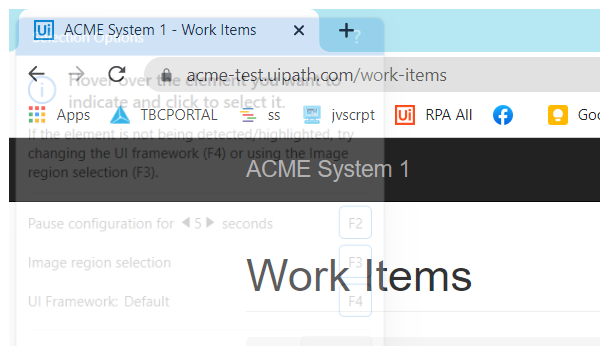 Ui ACME System 1 - Work Items
Selection Options ?
acme-test.uipath.com/work-items
Hover over the element you want to
indicate and click to select it.
Apps TBCPORTAL ss jvscrpt Ui RPA All Goo
If the element is not being detected/highlighted, try
changing the UI framework (F4) or using the Image
region selection (F3).
ACME System 1
Pause configuration for 5 seconds F2
Image region selection F3
Work Items
UI Framework: Default F4